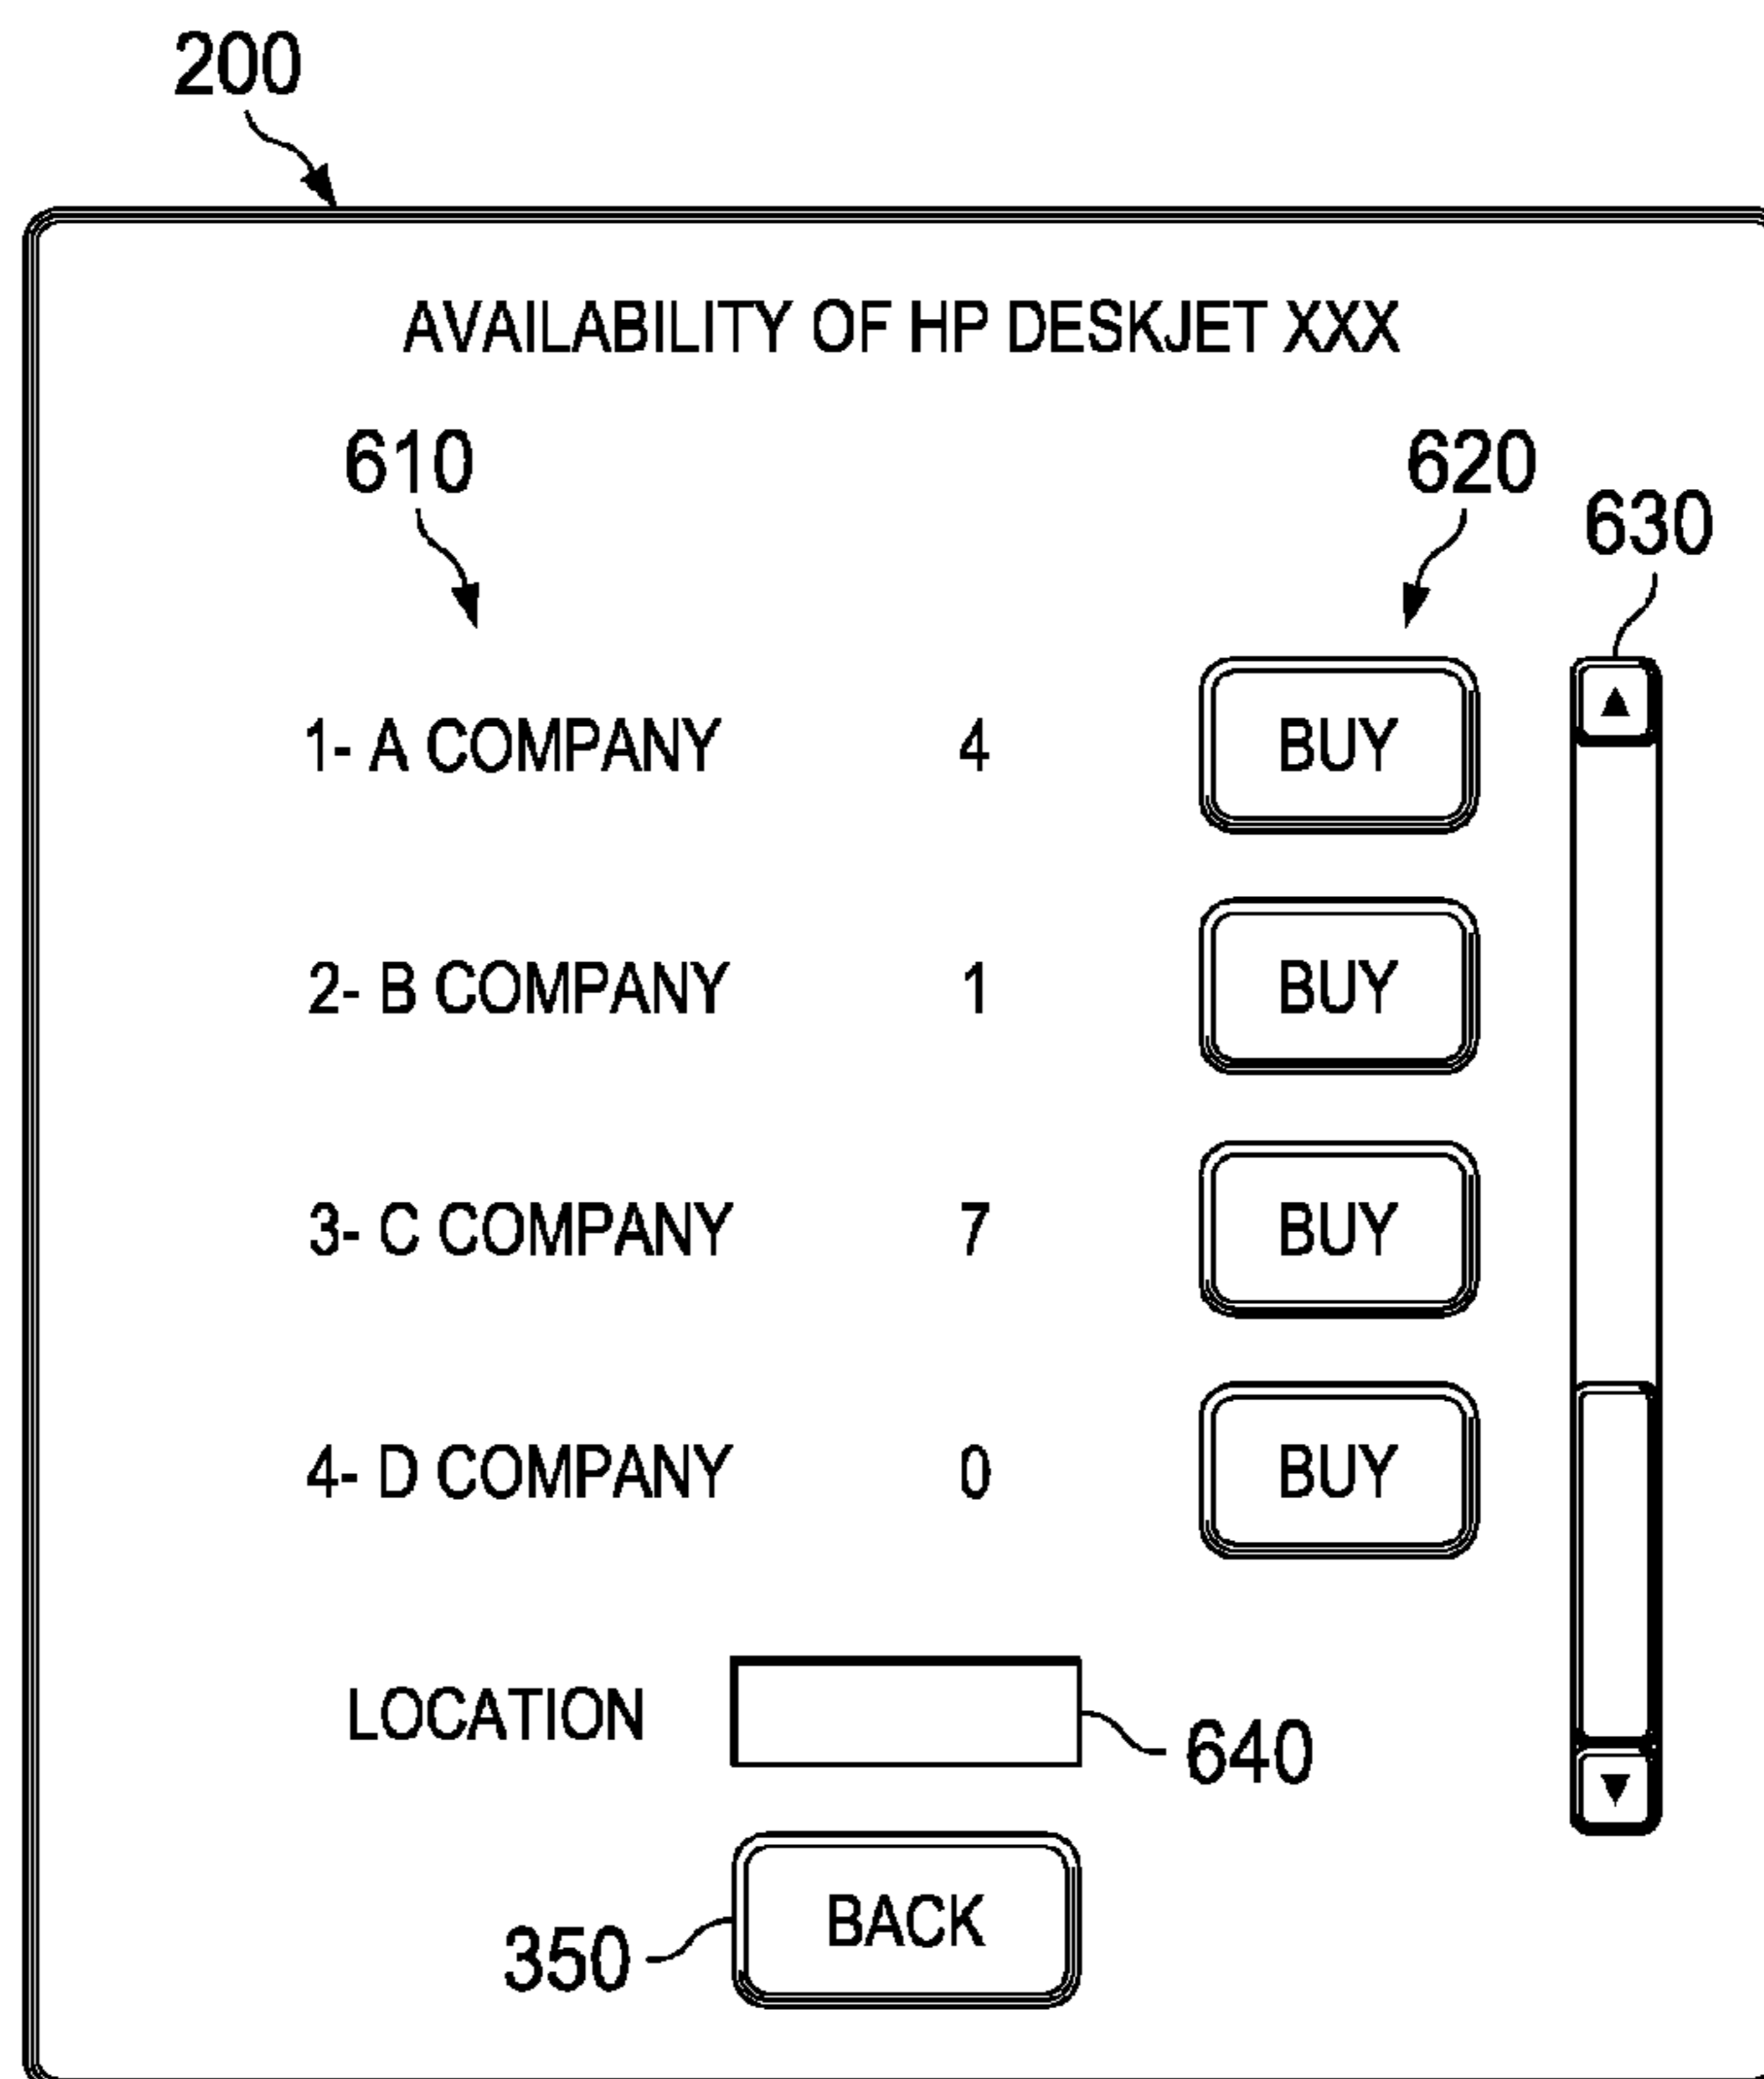 200
AVAILABILITY OF HP DESKJET XXX
610
620
630
1- A COMPANY 4 BUY
2- B COMPANY 1 BUY
3- C COMPANY 7 BUY
4- D COMPANY 0 BUY
LOCATION
640
BACK
350